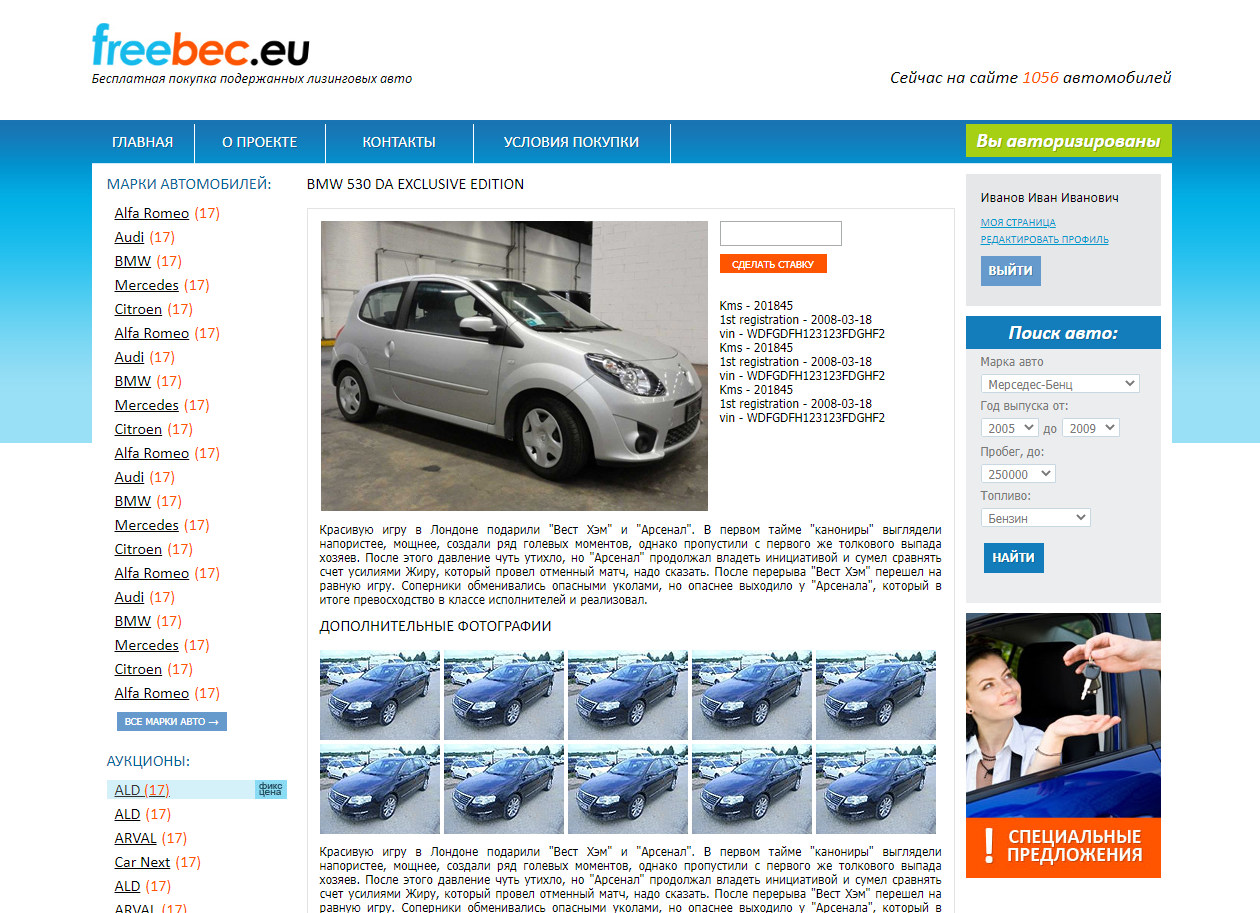 freebec.eu
Бесплатная покупка подержанных лизинговых авто
Сейчас на сайте 1056 автомобилей
ГЛАВНАЯ
О ПРОЕКТЕ
КОНТАКТЫ
УСЛОВИЯ ПОКУПКИ
Вы авторизированы
МАРКИ АВТОМОБИЛЕЙ:
Alfa Romeo (17)
Audi (17)
BMW (17)
Mercedes (17)
Citroen (17)
Alfa Romeo (17)
Audi (17)
BMW (17)
Mercedes (17)
Citroen (17)
Alfa Romeo (17)
Audi (17)
BMW (17)
Mercedes (17)
Citroen (17)
Alfa Romeo (17)
Audi (17)
BMW (17)
Mercedes (17)
Citroen (17)
Alfa Romeo (17)
ВСЕ МАРКИ АВТО →
АУКЦИОНЫ:
ALD (17)
фикс
цена
ALD (17)
ARVAL (17)
Car Next (17)
ALD (17)
ARVAL (17)
BMW 530 DA EXCLUSIVE EDITION
СДЕЛАТЬ СТАВКУ
Kms - 201845
1st registration - 2008-03-18
vin - WDFGDFH123123FDGHF2
Kms - 201845
1st registration - 2008-03-18
vin - WDFGDFH123123FDGHF2
Kms - 201845
1st registration - 2008-03-18
vin - WDFGDFH123123FDGHF2
Красивую игру в Лондоне подарили "Вест Хэм" и "Арсенал". В первом тайме "канониры" выглядели
напористее, мощнее, создали ряд голевых моментов, однако пропустили с первого же толкового выпада
хозяев. После этого давление чуть утихло, но "Арсенал" продолжал владеть инициативой и сумел сравнять
счет усилиями Жиру, который провел отменный матч, надо сказать. После перерыва "Вест Хэм" перешел на
равную игру. Соперники обменивались опасными уколами, но опаснее выходило у "Арсенала", который в
итоге превосходство в классе исполнителей и реализовал.
ДОПОЛНИТЕЛЬНЫЕ ФОТОГРАФИИ
Красивую игру в Лондоне подарили "Вест Хэм" и "Арсенал". В первом тайме "канониры" выглядели
напористее, мощнее, создали ряд голевых моментов, однако пропустили с первого же толкового выпада
хозяев. После этого давление чуть утихло, но "Арсенал" продолжал владеть инициативой и сумел сравнять
счет усилиями Жиру, который провел отменный матч, надо сказать. После перерыва "Вест Хэм" перешел на
равную игру. Соперники обменивались опасными уколами, но опаснее выходило у "Арсенала", который в
Иванов Иван Иванович
МОЯ СТРАНИЦА
РЕДАКТИРОВАТЬ ПРОФИЛЬ
ВЫЙТИ
Поиск авто:
Марка авто
Мерседес-Бенц
Год выпуска от:
2005 до 2009
Пробег, до:
250000
Топливо:
Бензин
НАЙТИ
! СПЕЦИАЛЬНЫЕ
ПРЕДЛОЖЕНИЯ